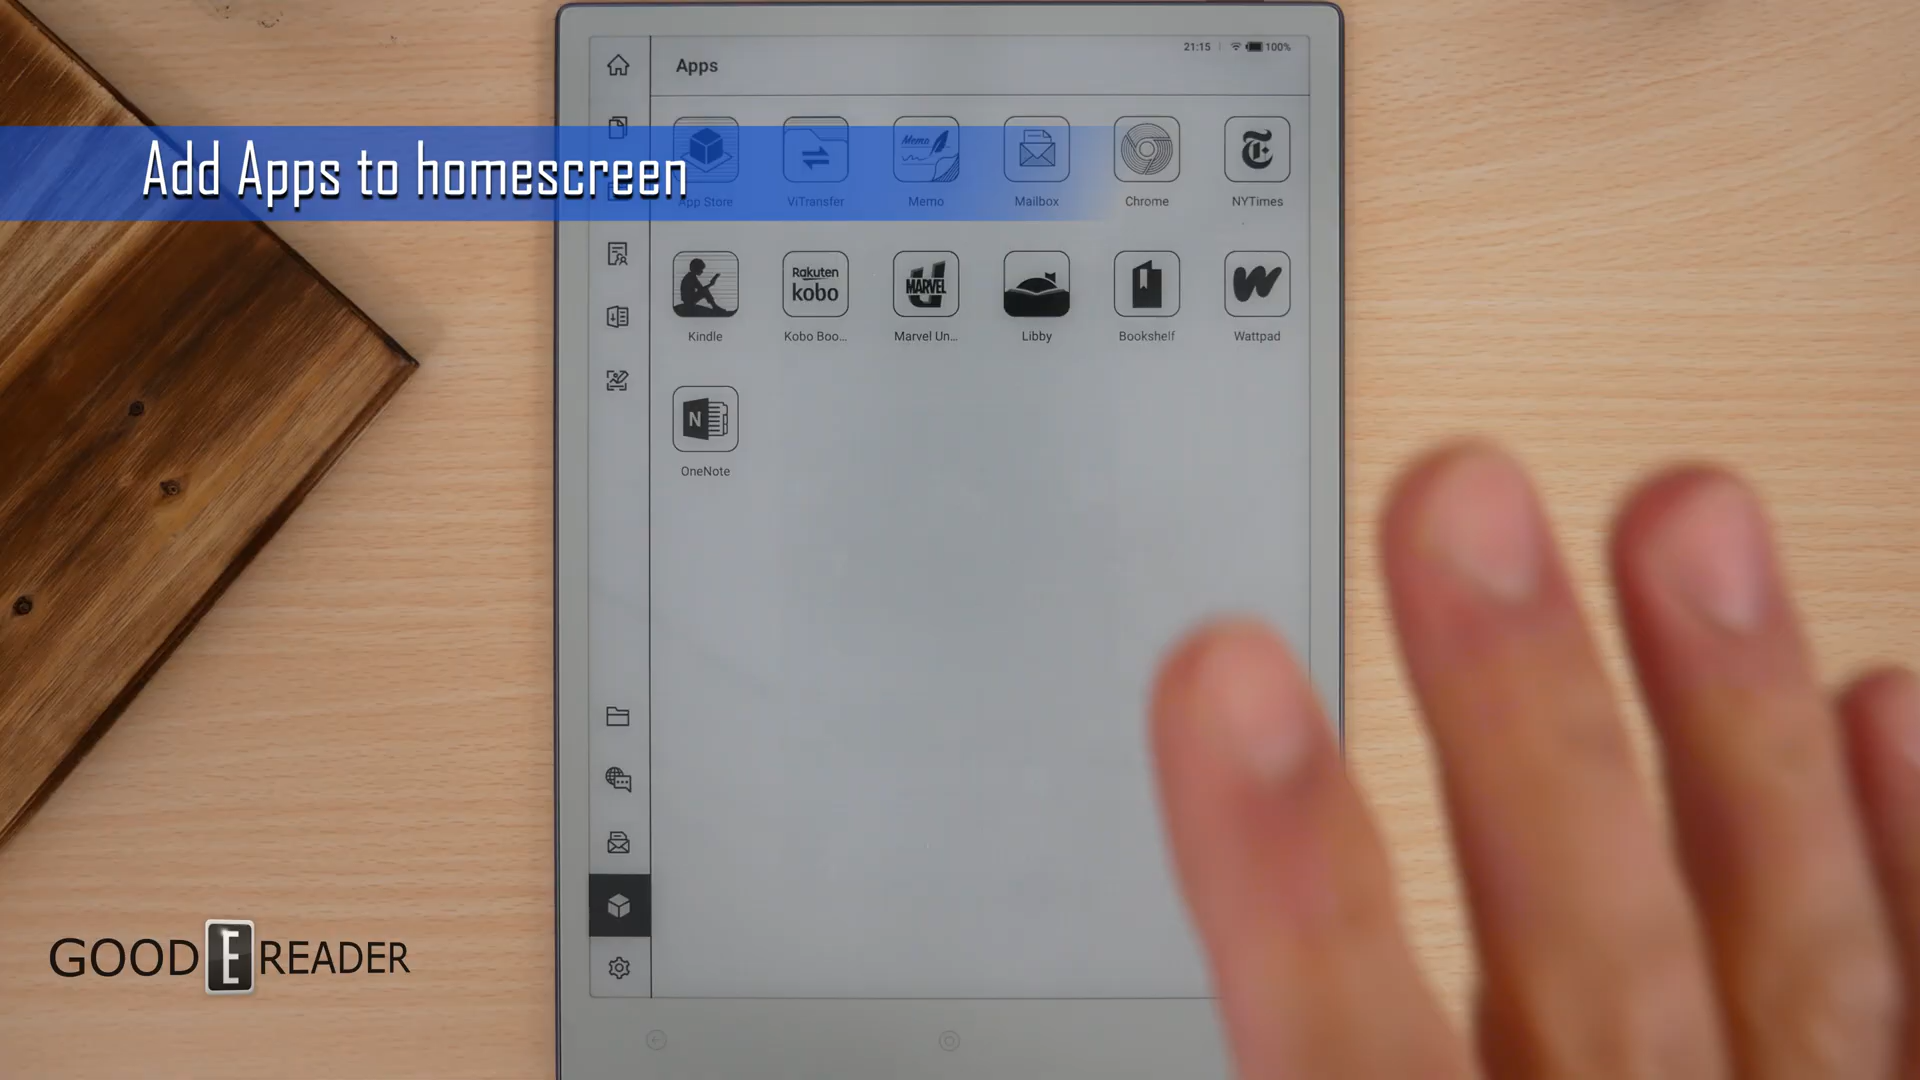 21:15 100%
Apps
Add Apps to homescreen
Memo
App Store ViTransfer Memo Mailbox Chrome NYTimes
Rakuten
kobo
MARVEL
U
W
Kindle Kobo Boo... Marvel Un... Libby Bookshelf Wattpad
N
OneNote
GOOD E READER